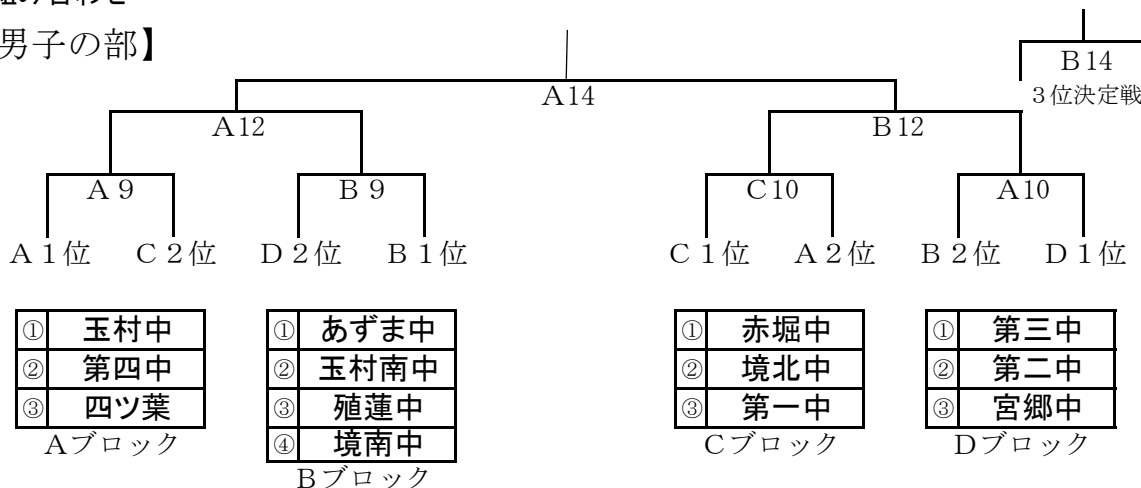 組み合わせ
男子の部】
B14
3位決定戦
A14
A12
B12
A 9
B 9
C10
A10
A 1位 C 2位 D 2位 B 1位 C 1位 A 2位 B 2位 D 1位
① 玉村中
② 第四中
③ 四ツ葉
Aブロック
① あずま中
② 玉村南中
③ 殖蓮中
④ 境南中
Bブロック
① 赤堀中
② 境北中
③ 第一中
Cブロック
① 第三中
② 第二中
③ 宮郷中
Dブロック